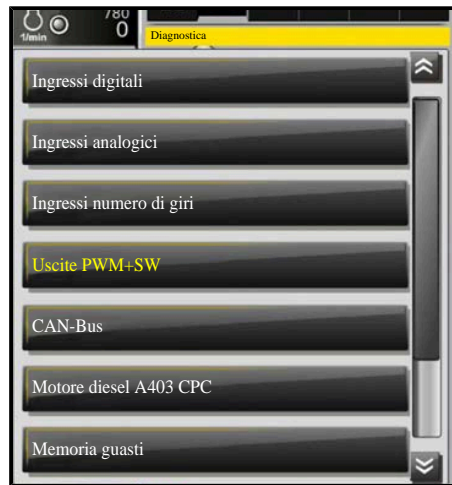 780
1/min
0
Diagnostica
Ingressi digitali
Ingressi analogici
Ingressi numero di giri
Uscite PWM+SW
CAN-Bus
Motore diesel A403 CPC
Memoria guasti